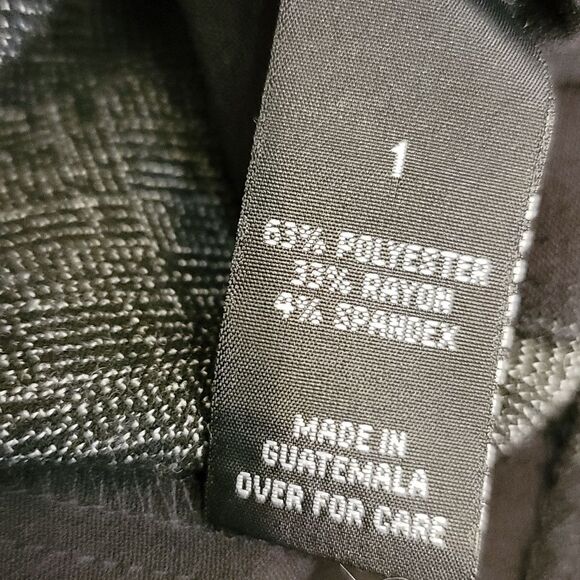 1
63% POLYESTER
33% RAYON
4% SPANDEX
MADE IN
GUATEMALA
OVER FOR CARE